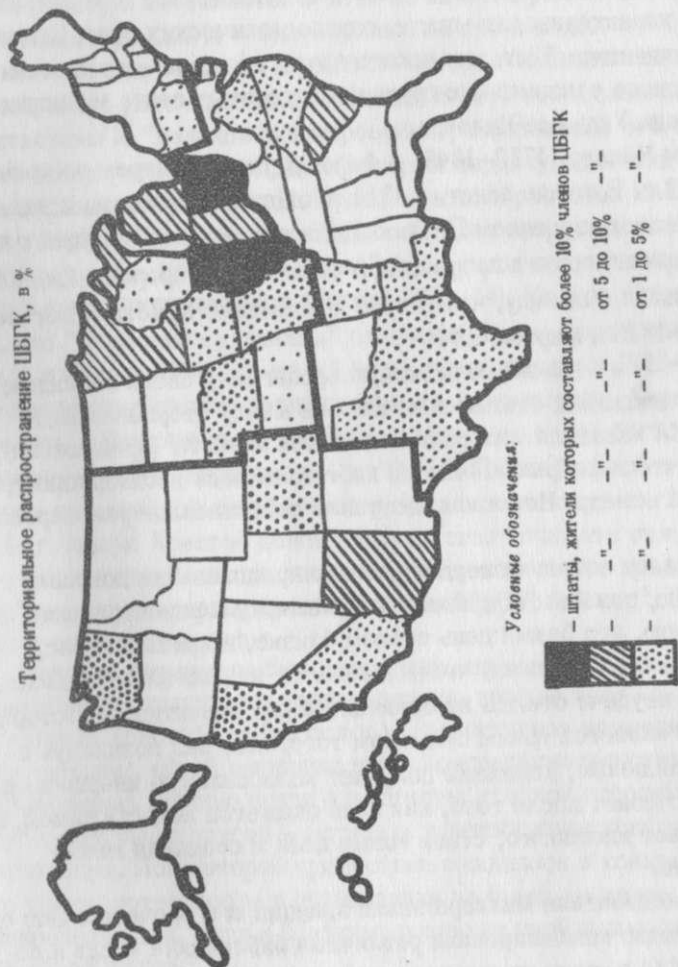 Территориальное распространение ЦБГК, в %
Условные обозначения:
– штаты, жители которых составляют более 10% членов ЦБГК
– –"– –"– от 5 до 10% –"–
– –"– –"– от 1 до 5% –"–